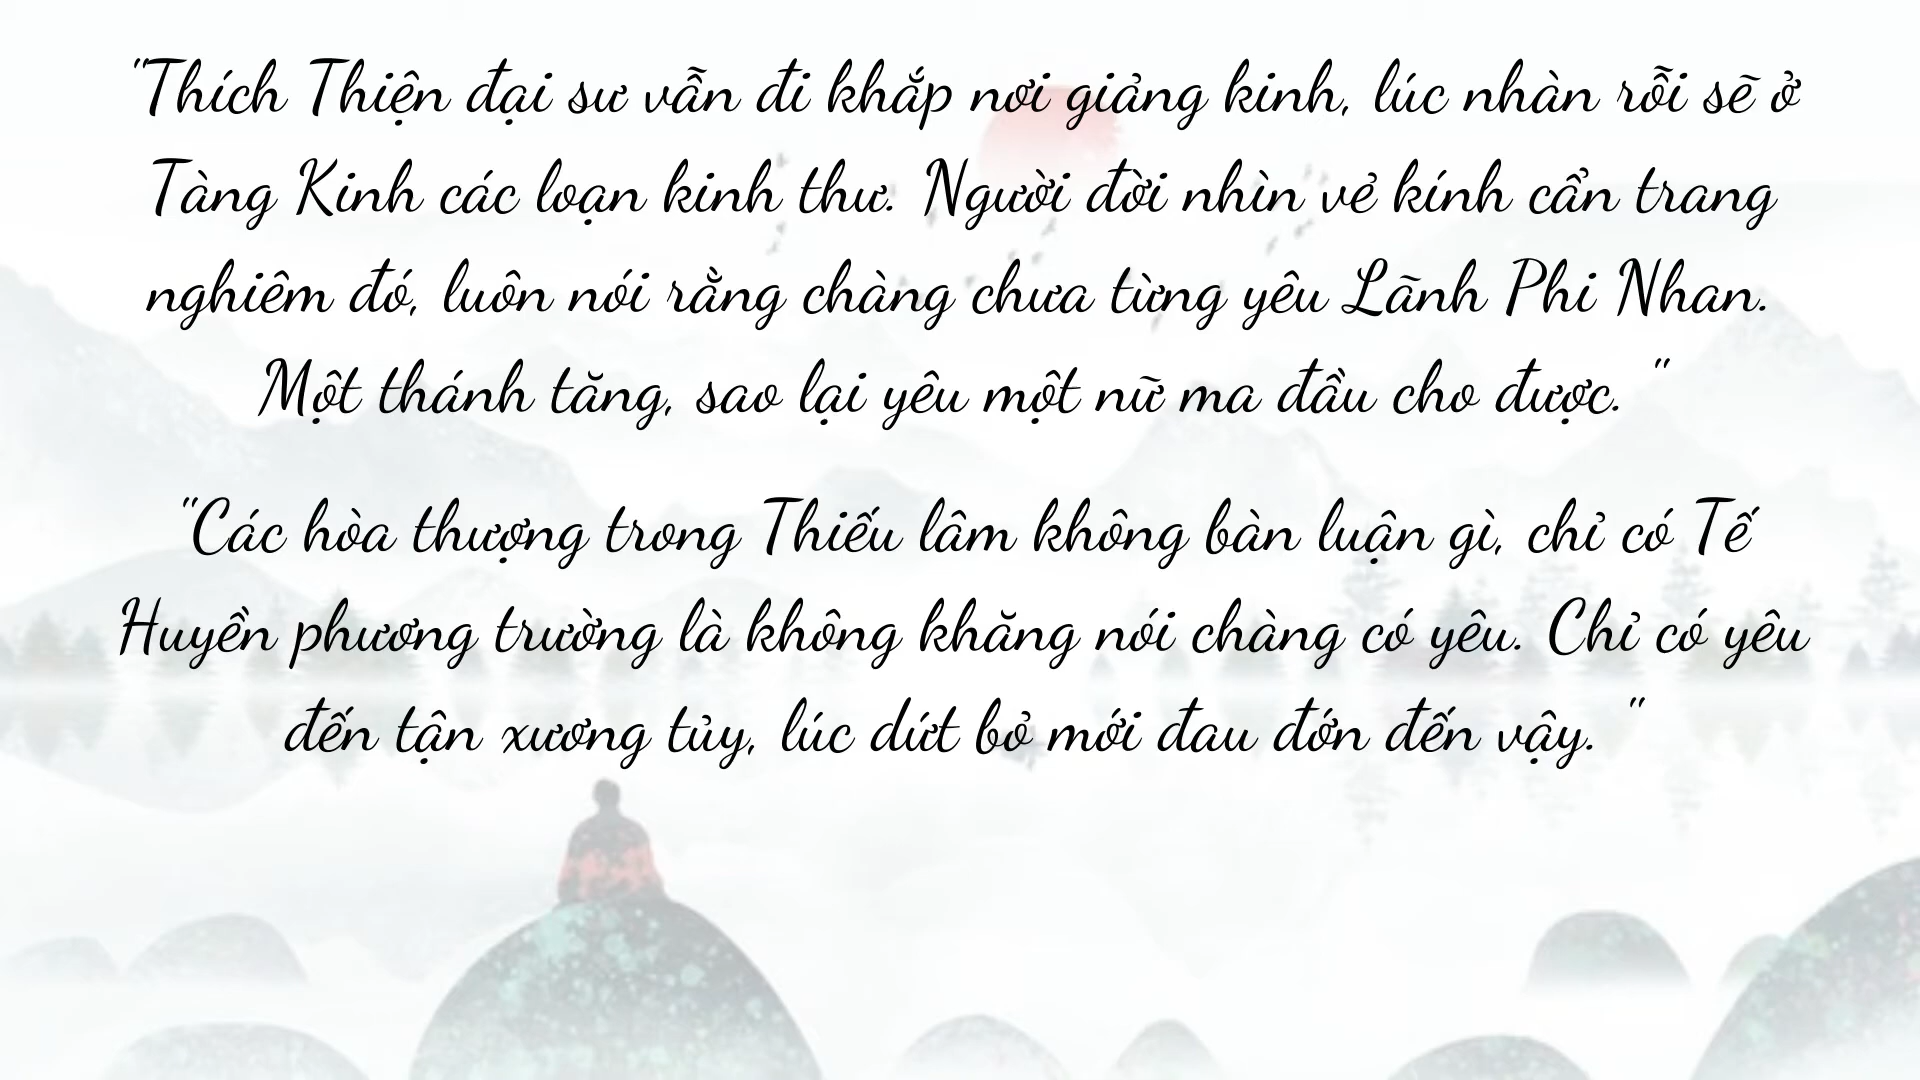 "Thích Thiện đại sư vẫn đi khắp nơi giảng kinh, lúc nhàn rỗi sẽ ở
Tàng Kinh các loạn kinh thư. Người đời nhìn vẻ kính cẩn trang
nghiêm đó, luôn nói rằng chàng chưa từng yêu Lãnh Phi Nhan.
Một thánh tăng, sao lại yêu một nữ ma đầu cho được. "
"Các hòa thượng trong Thiếu lâm không bàn luận gì, chỉ có Tế
Huyền phương trường là không khăng nói chàng có yêu. Chỉ có yêu
đến tận xương tủy, lúc dứt bỏ mới đau đớn đến vậy. "